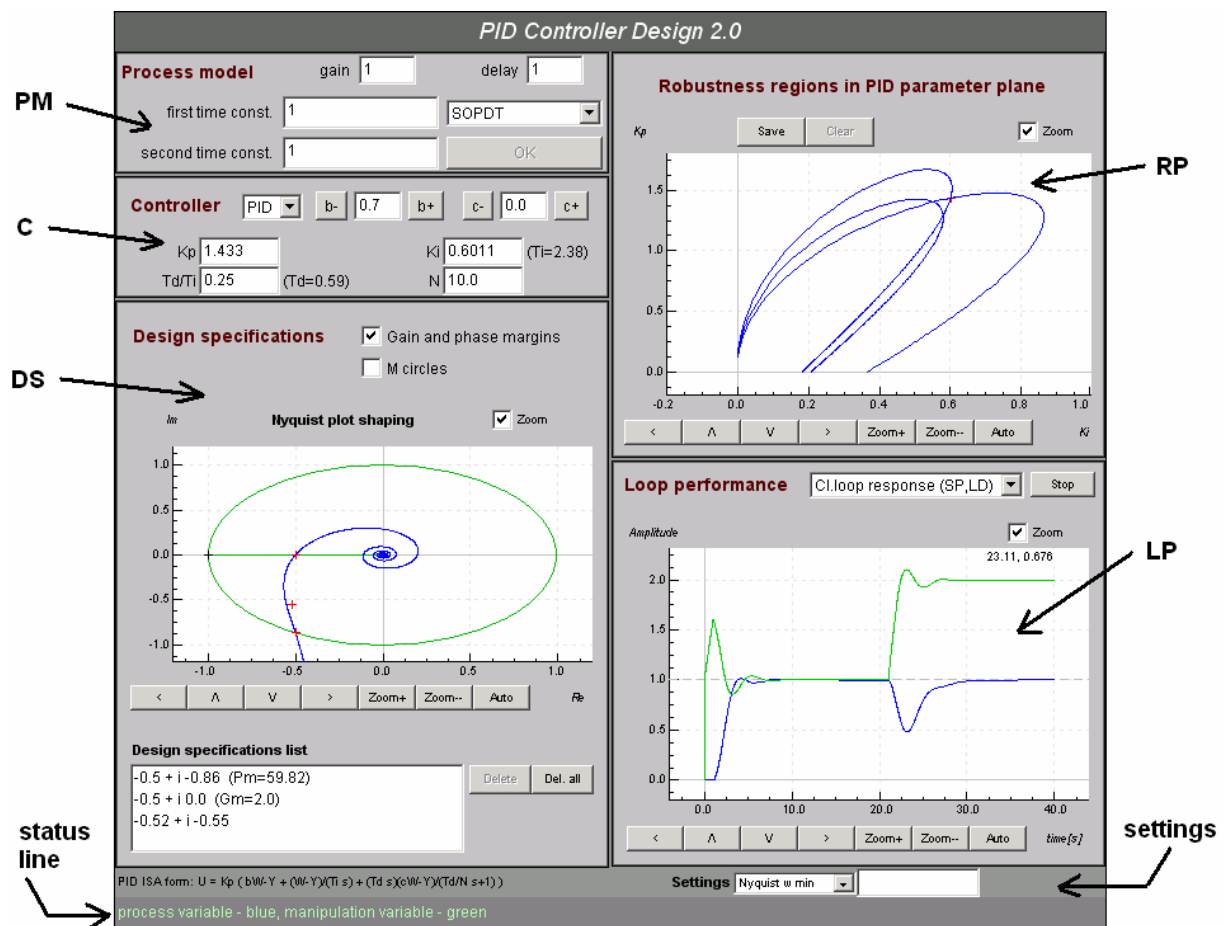 PID Controller Design 2.0
PM
Process model gain 1 delay 1
first time const. 1 SOPDT
second time const. 1 OK
C
Controller PID b- 0.7 b+ c- 0.0 c+
Kp 1.433 Ki 0.6011 (Ti=2.38)
Td/Ti 0.25 (Td=0.59) N 10.0
DS
Design specifications Gain and phase margins
M circles
Im Nyquist plot shaping Zoom
1.0
0.5
0.0
-0.5
-1.0
-1.0 -0.5 0.0 0.5 1.0
< Λ V > Zoom+ Zoom-- Auto Re
Design specifications list
-0.5 + i -0.86 (Pm=59.82)
-0.5 + i 0.0 (Gm=2.0)
-0.52 + i -0.55
Delete Del. all
RP
Robustness regions in PID parameter plane
Kp Save Clear Zoom
1.5
1.0
0.5
0.0
-0.2 0.0 0.2 0.4 0.6 0.8 1.0
< Λ V > Zoom+ Zoom-- Auto Ki
LP
Loop performance Cl.loop response (SP,LD) Stop
Amplitude Zoom
23.11, 0.676
2.0
1.5
1.0
0.5
0.0
0.0 10.0 20.0 30.0 40.0
< Λ V > Zoom+ Zoom-- Auto time[s]
status
line
settings
PID ISA form: U = Kp ( bW-Y + (W-Y)/(Ti s) + (Td s)(cW-Y)/(Td/N s+1) )
Settings Nyquist w min
process variable - blue, manipulation variable - green